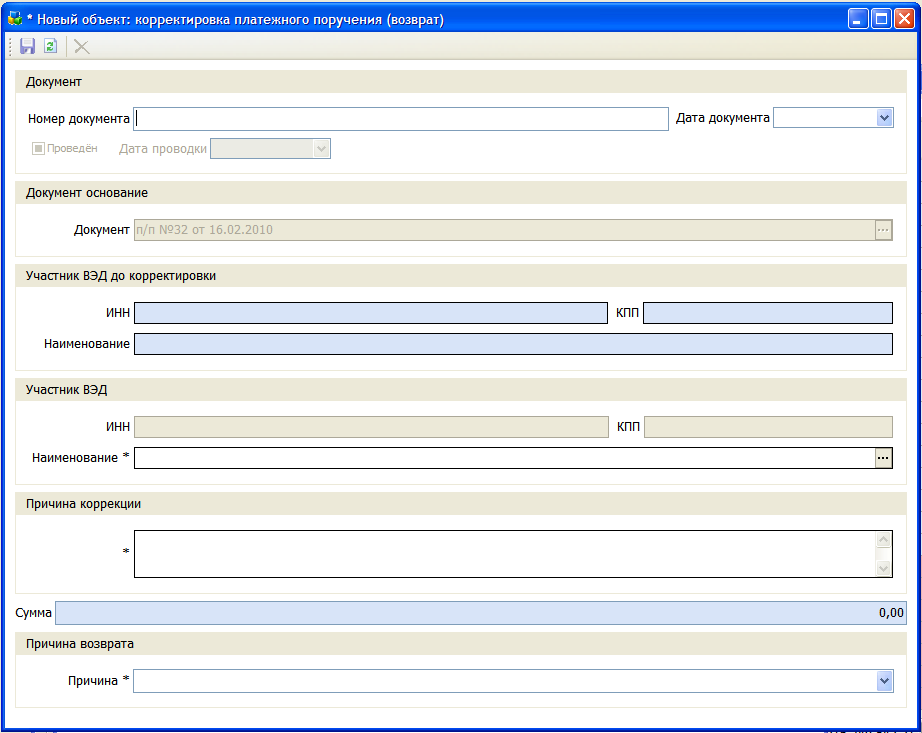 * Новый объект: корректировка платежного поручения (возврат)
Документ
Номер документа Дата документа
Проведён Дата проводки
Документ основание
Документ п/п №32 от 16.02.2010 ...
Участник ВЭД до корректировки
ИНН КПП
Наименование
Участник ВЭД
ИНН КПП
Наименование * ...
Причина коррекции
*
Сумма 0,00
Причина возврата
Причина *